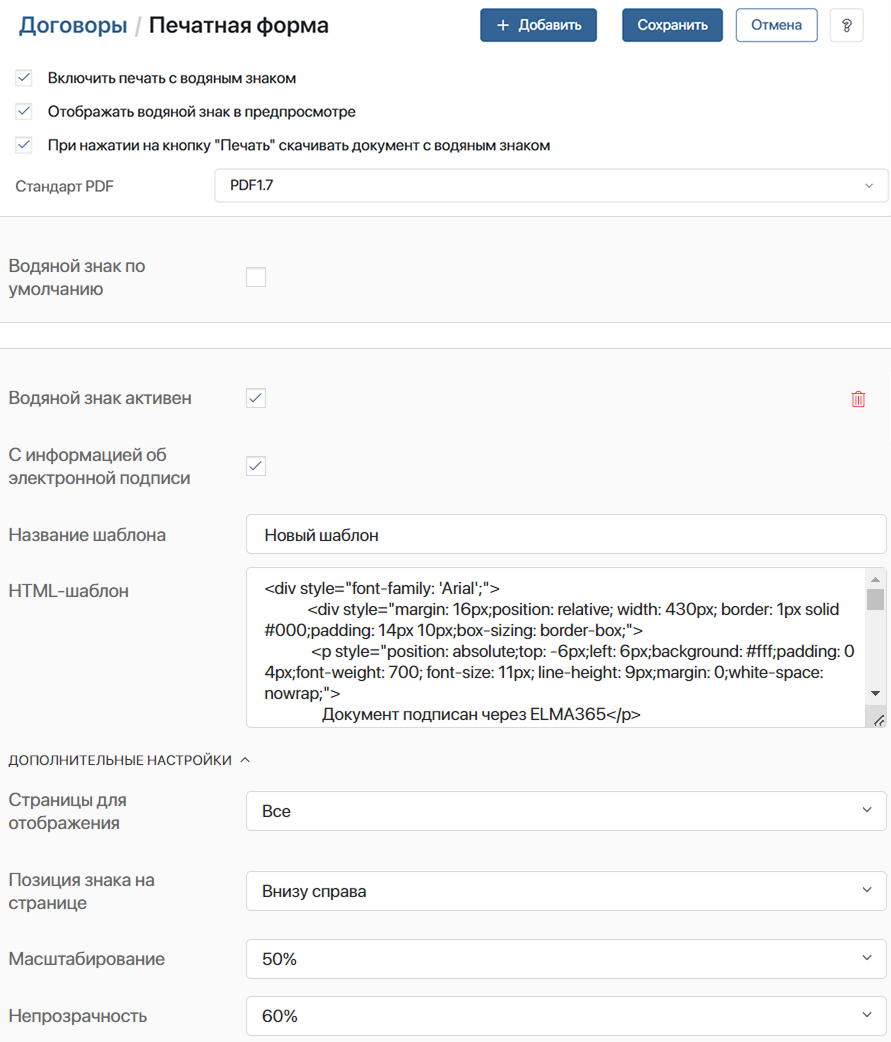 Договоры / Печатная форма
+ Добавить
Сохранить
Отмена
?
Включить печать с водяным знаком
Отображать водяной знак в предпросмотре
При нажатии на кнопку "Печать" скачивать документ с водяным знаком
Стандарт PDF
PDF1.7
Водяной знак по
умолчанию
Водяной знак активен
С информацией об
электронной подписи
Название шаблона
Новый шаблон
HTML-шаблон
<div style="font-family: 'Arial';">
<div style="margin: 16px;position: relative; width: 430px; border: 1px solid
#000;padding: 14px 10px;box-sizing: border-box;">
<p style="position: absolute;top: -6px;left: 6px;background: #fff;padding: 0
4px;font-weight: 700; font-size: 11px; line-height: 9px;margin: 0;white-space:
nowrap;">
Документ подписан через ELMA365</p>
ДОПОЛНИТЕЛЬНЫЕ НАСТРОЙКИ
Страницы для
отображения
Все
Позиция знака на
странице
Внизу справа
Масштабирование
50%
Непрозрачность
60%